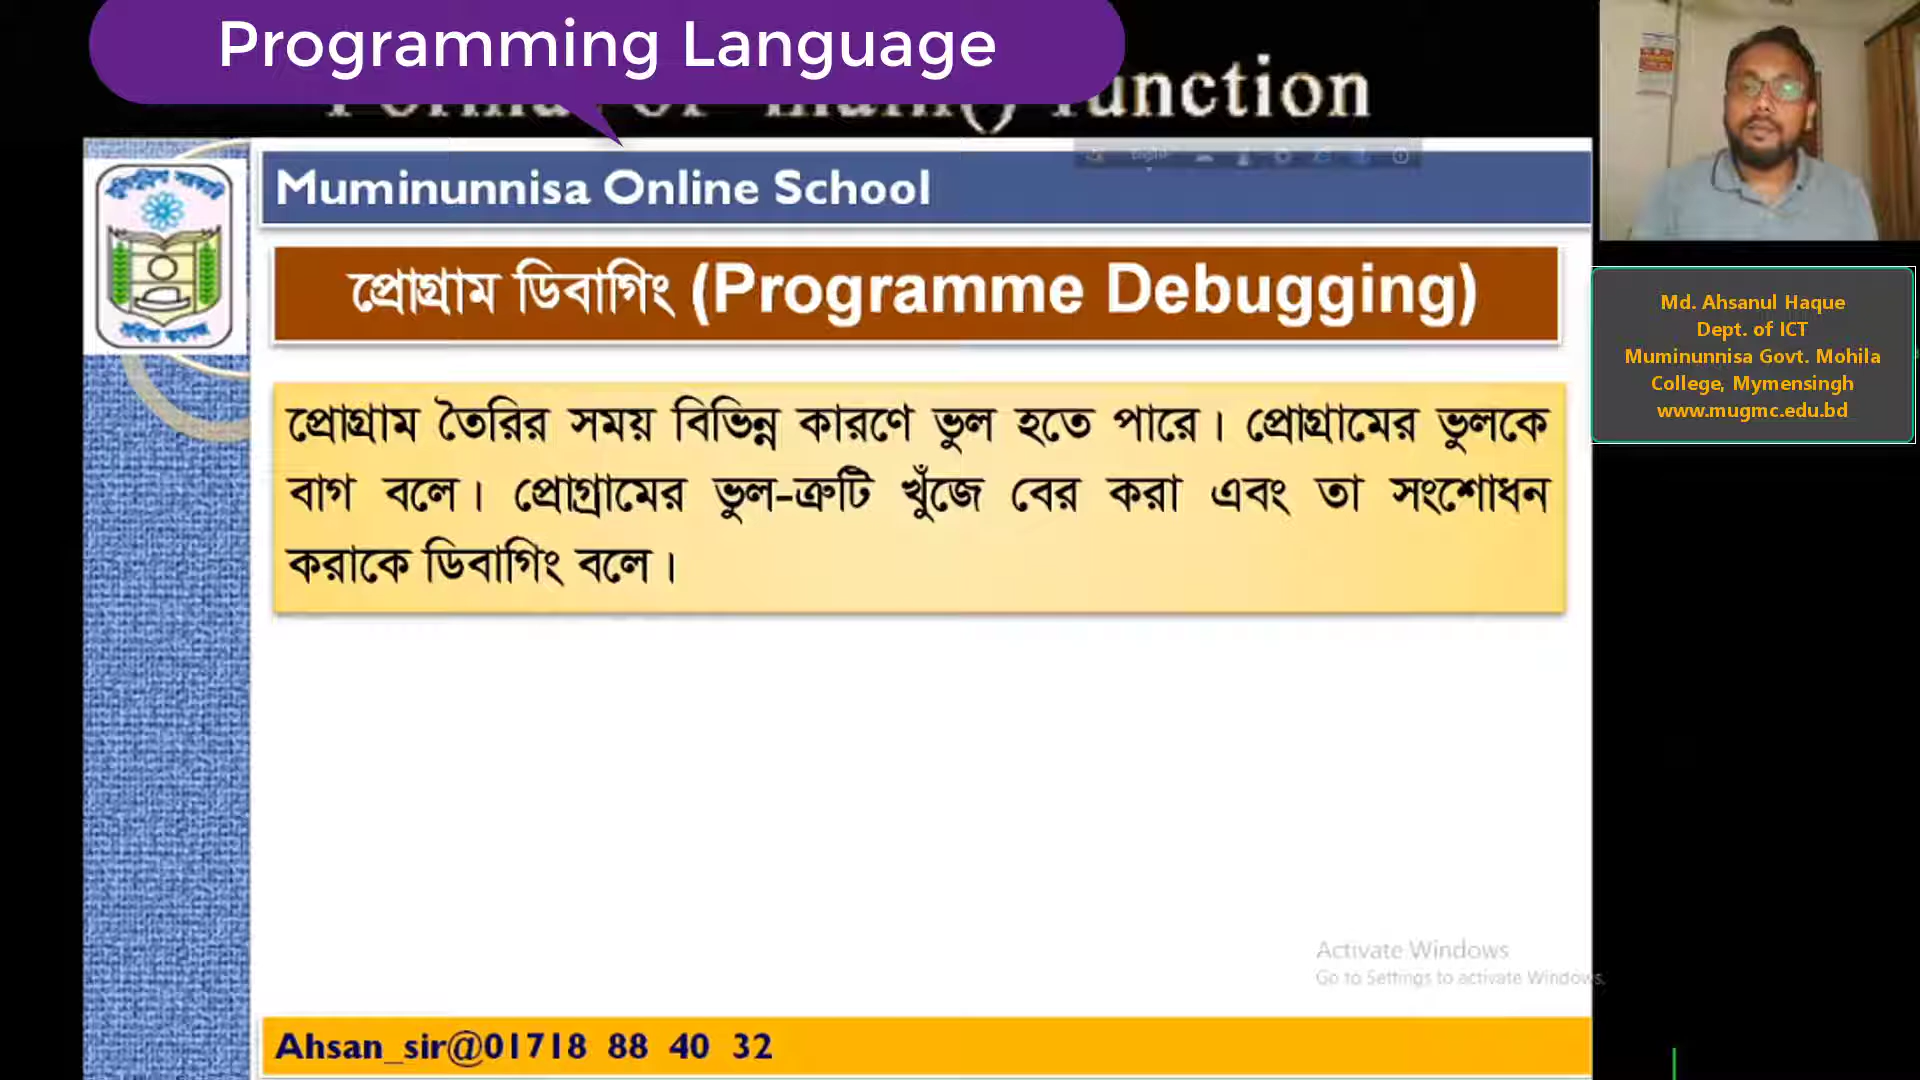 Programming Language
function
Muminunnisa Online School
প্রোগ্রাম ডিবাগিং (Programme Debugging)
প্রোগ্রাম তৈরির সময় বিভিন্ন কারণে ভুল হতে পারে। প্রোগ্রামের ভুলকে
বাগ বলে। প্রোগ্রামের ভুল-ত্রুটি খুঁজে বের করা এবং তা সংশোধন
করাকে ডিবাগিং বলে।
Md. Ahsanul Haque
Dept. of ICT
Muminunnisa Govt. Mohila
College, Mymensingh
www.mugmc.edu.bd
Activate Windows
Go to Settings to activate Windows.
Ahsan_sir@01718 88 40 32